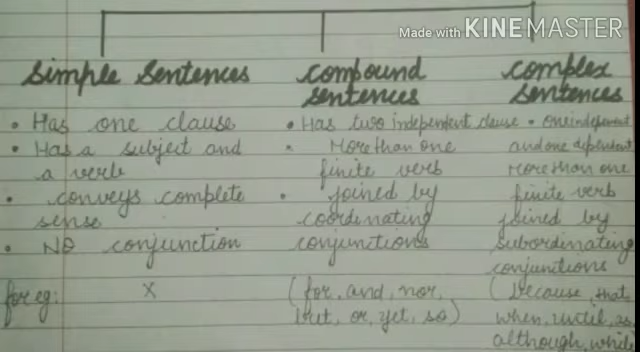 Made with KINEMASTER
simple sentences
• Has one clause
• Has a subject and
a verb
• conveys complete
sense
• NO conjunction
for eg: X
compound
sentences
• Has two independent clause
• More than one
finite verb
• joined by
coordenating
conjunctions
(for, and, nor,
but, or, yet, so)
complex
sentences
• one independent
and one dependent
More than one
finite verb
joined by
subordinating
conjunctions
(because, that
when, until, as,
although, while